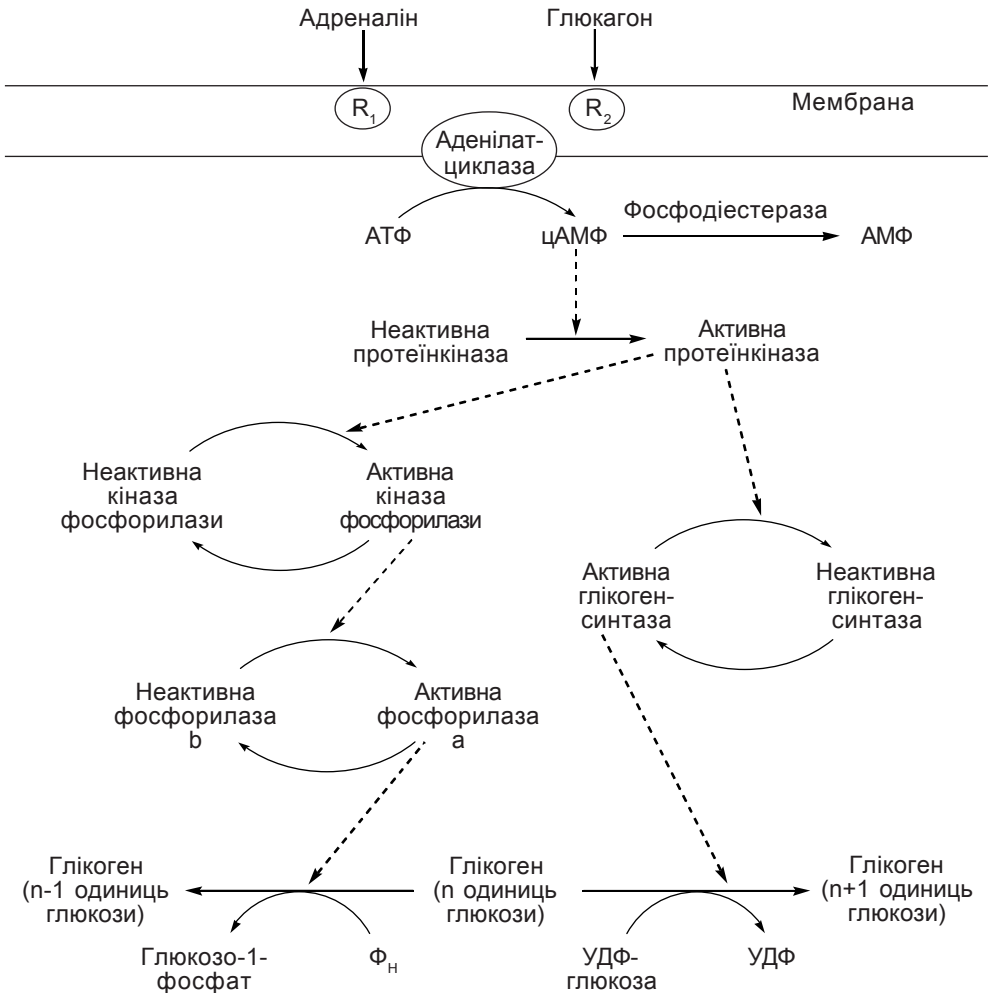 Адреналін
Глюкагон
R1
R2
Мембрана
Аденілат-
циклаза
АТФ
цАМФ
Фосфодіестераза
АМФ
Неактивна
протеїнкіназа
Активна
протеїнкіназа
Неактивна
кіназа
фосфорилази
Активна
кіназа
фосфорилази
Активна
глікоген-
синтаза
Неактивна
глікоген-
синтаза
Неактивна
фосфорилаза
b
Активна
фосфорилаза
a
Глікоген
(n-1 одиниць
глюкози)
Глікоген
(n одиниць
глюкози)
Глікоген
(n+1 одиниць
глюкози)
Глюкозо-1-
фосфат
ФН
УДФ-
глюкоза
УДФ